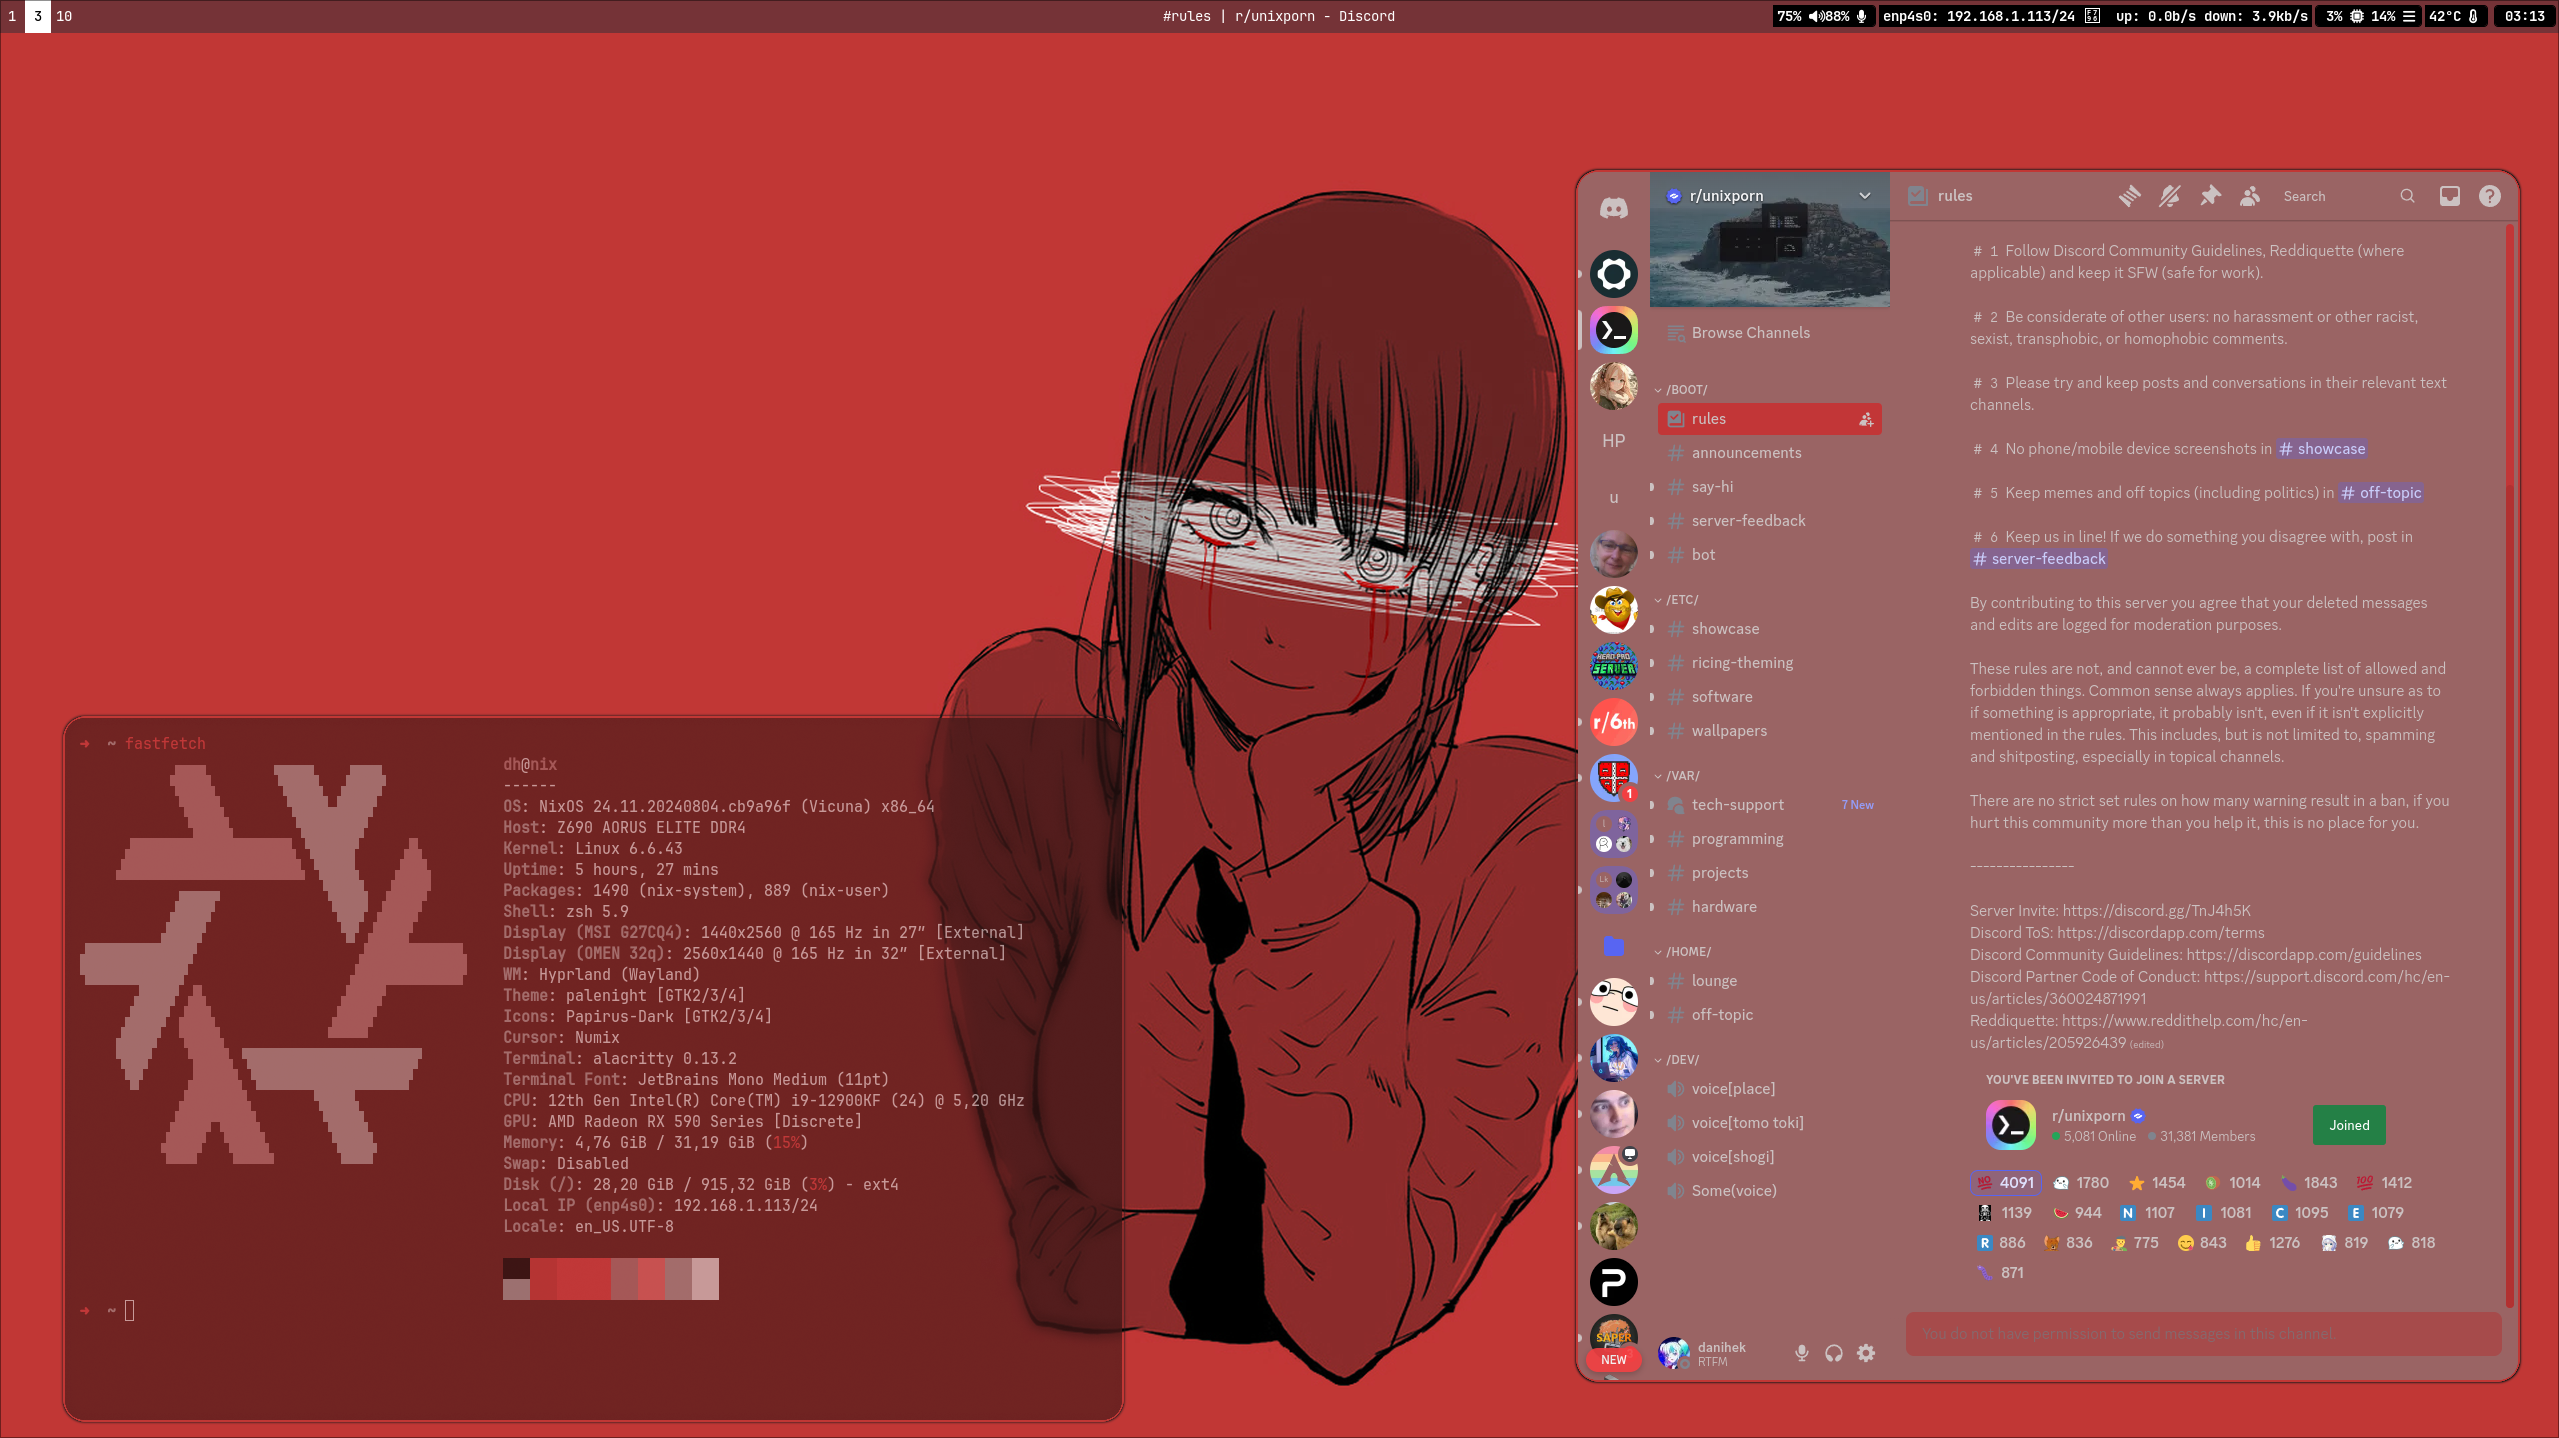 1 3 10
#rules | r/unixporn - Discord
75% 88%
enp4s0: 192.168.1.113/24 up: 0.0b/s down: 3.9kb/s
3% 14%
42°C
03:13
➜ ~ fastfetch
dh@nix
------
OS: NixOS 24.11.20240804.cb9a96f (Vicuna) x86_64
Host: Z690 AORUS ELITE DDR4
Kernel: Linux 6.6.43
Uptime: 5 hours, 27 mins
Packages: 1490 (nix-system), 889 (nix-user)
Shell: zsh 5.9
Display (MSI G27CQ4): 1440x2560 @ 165 Hz in 27″ [External]
Display (OMEN 32q): 2560x1440 @ 165 Hz in 32″ [External]
WM: Hyprland (Wayland)
Theme: palenight [GTK2/3/4]
Icons: Papirus-Dark [GTK2/3/4]
Cursor: Numix
Terminal: alacritty 0.13.2
Terminal Font: JetBrains Mono Medium (11pt)
CPU: 12th Gen Intel(R) Core(TM) i9-12900KF (24) @ 5,20 GHz
GPU: AMD Radeon RX 590 Series [Discrete]
Memory: 4,76 GiB / 31,19 GiB (15%)
Swap: Disabled
Disk (/): 28,20 GiB / 915,32 GiB (3%) - ext4
Local IP (enp4s0): 192.168.1.113/24
Locale: en_US.UTF-8
➜ ~
HP
u
HEAD PRO
SERVER
r/6th
1
Lk
SAPER
NEW
r/unixporn
Browse Channels
/BOOT/
rules
# announcements
# say-hi
# server-feedback
# bot
/ETC/
# showcase
# ricing-theming
# software
# wallpapers
/VAR/
tech-support 7 New
# programming
# projects
# hardware
/HOME/
# lounge
# off-topic
/DEV/
voice[place]
voice[tomo toki]
voice[shogi]
Some(voice)
danihek
RTFM
rules
Search
# 1 Follow Discord Community Guidelines, Reddiquette (where
applicable) and keep it SFW (safe for work).
# 2 Be considerate of other users: no harassment or other racist,
sexist, transphobic, or homophobic comments.
# 3 Please try and keep posts and conversations in their relevant text
channels.
# 4 No phone/mobile device screenshots in # showcase
# 5 Keep memes and off topics (including politics) in # off-topic
# 6 Keep us in line! If we do something you disagree with, post in
# server-feedback
By contributing to this server you agree that your deleted messages
and edits are logged for moderation purposes.
These rules are not, and cannot ever be, a complete list of allowed and
forbidden things. Common sense always applies. If you're unsure as to
if something is appropriate, it probably isn't, even if it isn't explicitly
mentioned in the rules. This includes, but is not limited to, spamming
and shitposting, especially in topical channels.
There are no strict set rules on how many warning result in a ban, if you
hurt this community more than you help it, this is no place for you.
----------------
Server Invite: https://discord.gg/TnJ4h5K
Discord ToS: https://discordapp.com/terms
Discord Community Guidelines: https://discordapp.com/guidelines
Discord Partner Code of Conduct: https://support.discord.com/hc/en-
us/articles/360024871991
Reddiquette: https://www.reddithelp.com/hc/en-
us/articles/205926439 (edited)
YOU'VE BEEN INVITED TO JOIN A SERVER
r/unixporn
5,081 Online 31,381 Members
Joined
NO 4091 1780 1454 1014 1843 100 1412
1139 944 N 1107 I 1081 C 1095 E 1079
R 886 836 775 843 1276 819 818
871
You do not have permission to send messages in this channel.